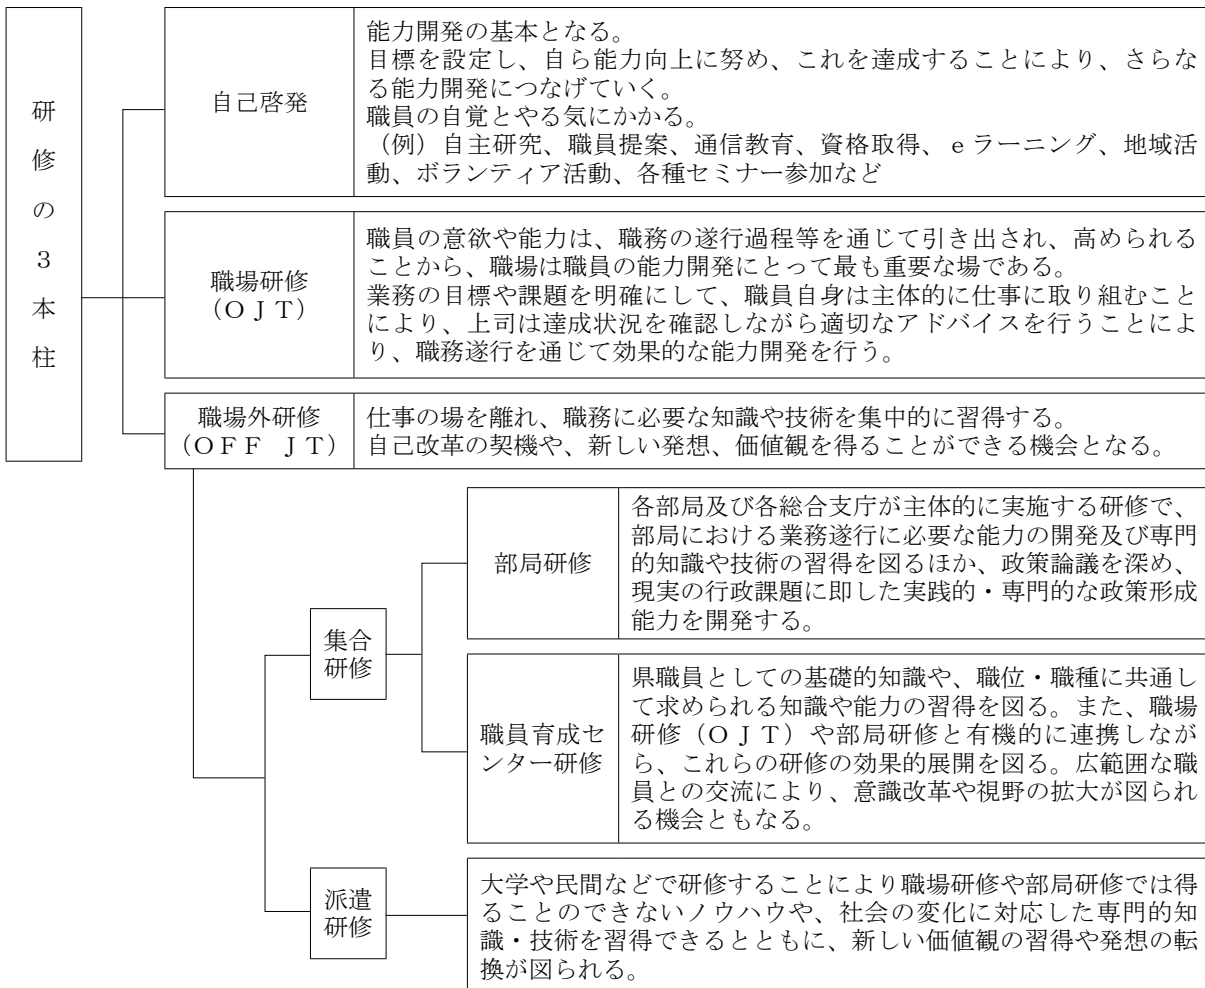 研修の３本柱
自己啓発
能力開発の基本となる。
目標を設定し、自ら能力向上に努め、これを達成することにより、さらな
る能力開発につなげていく。
職員の自覚とやる気にかかる。
（例）自主研究、職員提案、通信教育、資格取得、ｅラーニング、地域活
動、ボランティア活動、各種セミナー参加など
職場研修
（ＯＪＴ）
職員の意欲や能力は、職務の遂行過程等を通じて引き出され、高められる
ことから、職場は職員の能力開発にとって最も重要な場である。
業務の目標や課題を明確にして、職員自身は主体的に仕事に取り組むこと
により、上司は達成状況を確認しながら適切なアドバイスを行うことによ
り、職務遂行を通じて効果的な能力開発を行う。
職場外研修
（ＯＦＦ ＪＴ）
仕事の場を離れ、職務に必要な知識や技術を集中的に習得する。
自己改革の契機や、新しい発想、価値観を得ることができる機会となる。
集合
研修
部局研修
各部局及び各総合支庁が主体的に実施する研修で、
部局における業務遂行に必要な能力の開発及び専門
的知識や技術の習得を図るほか、政策論議を深め、
現実の行政課題に即した実践的・専門的な政策形成
能力を開発する。
職員育成セ
ンター研修
県職員としての基礎的知識や、職位・職種に共通し
て求められる知識や能力の習得を図る。また、職場
研修（ＯＪＴ）や部局研修と有機的に連携しなが
ら、これらの研修の効果的展開を図る。広範囲な職
員との交流により、意識改革や視野の拡大が図られ
る機会ともなる。
派遣
研修
大学や民間などで研修することにより職場研修や部局研修では得
ることのできないノウハウや、社会の変化に対応した専門的知
識・技術を習得できるとともに、新しい価値観の習得や発想の転
換が図られる。